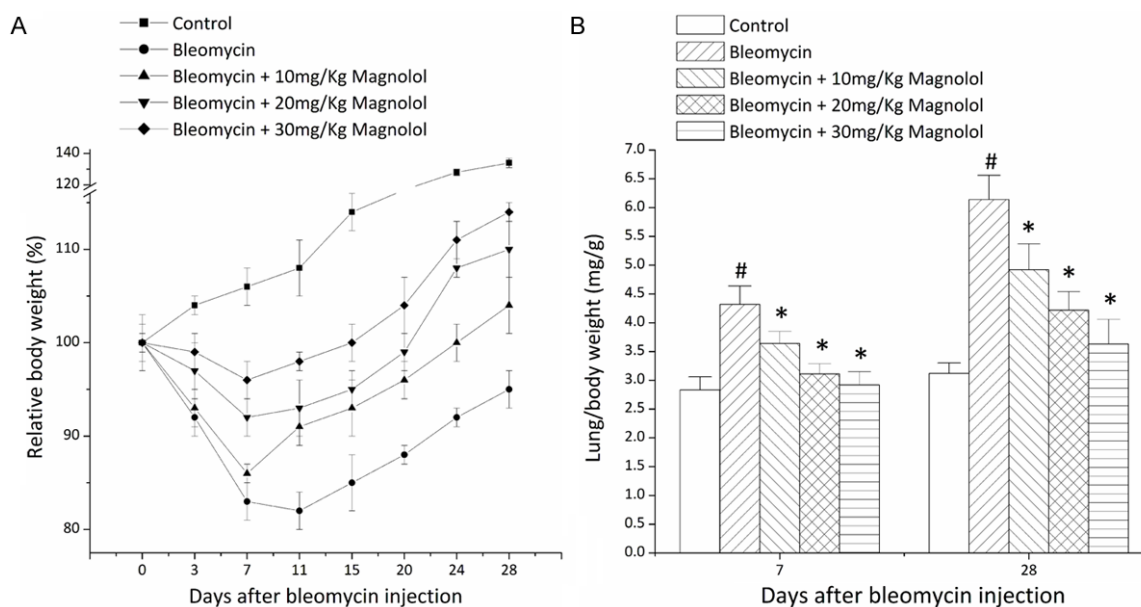 A
Control
Bleomycin
Bleomycin + 10mg/Kg Magnolol
Bleomycin + 20mg/Kg Magnolol
Bleomycin + 30mg/Kg Magnolol
140
120
110
100
90
80
Relative body weight (%)
0 3 7 11 15 20 24 28
Days after bleomycin injection
B
Control
Bleomycin
Bleomycin + 10mg/Kg Magnolol
Bleomycin + 20mg/Kg Magnolol
Bleomycin + 30mg/Kg Magnolol
7.0
6.5
6.0
5.5
5.0
4.5
4.0
3.5
3.0
2.5
2.0
1.5
1.0
0.5
0.0
Lung/body weight (mg/g)
# * * *
# * * *
7 28
Days after bleomycin injection